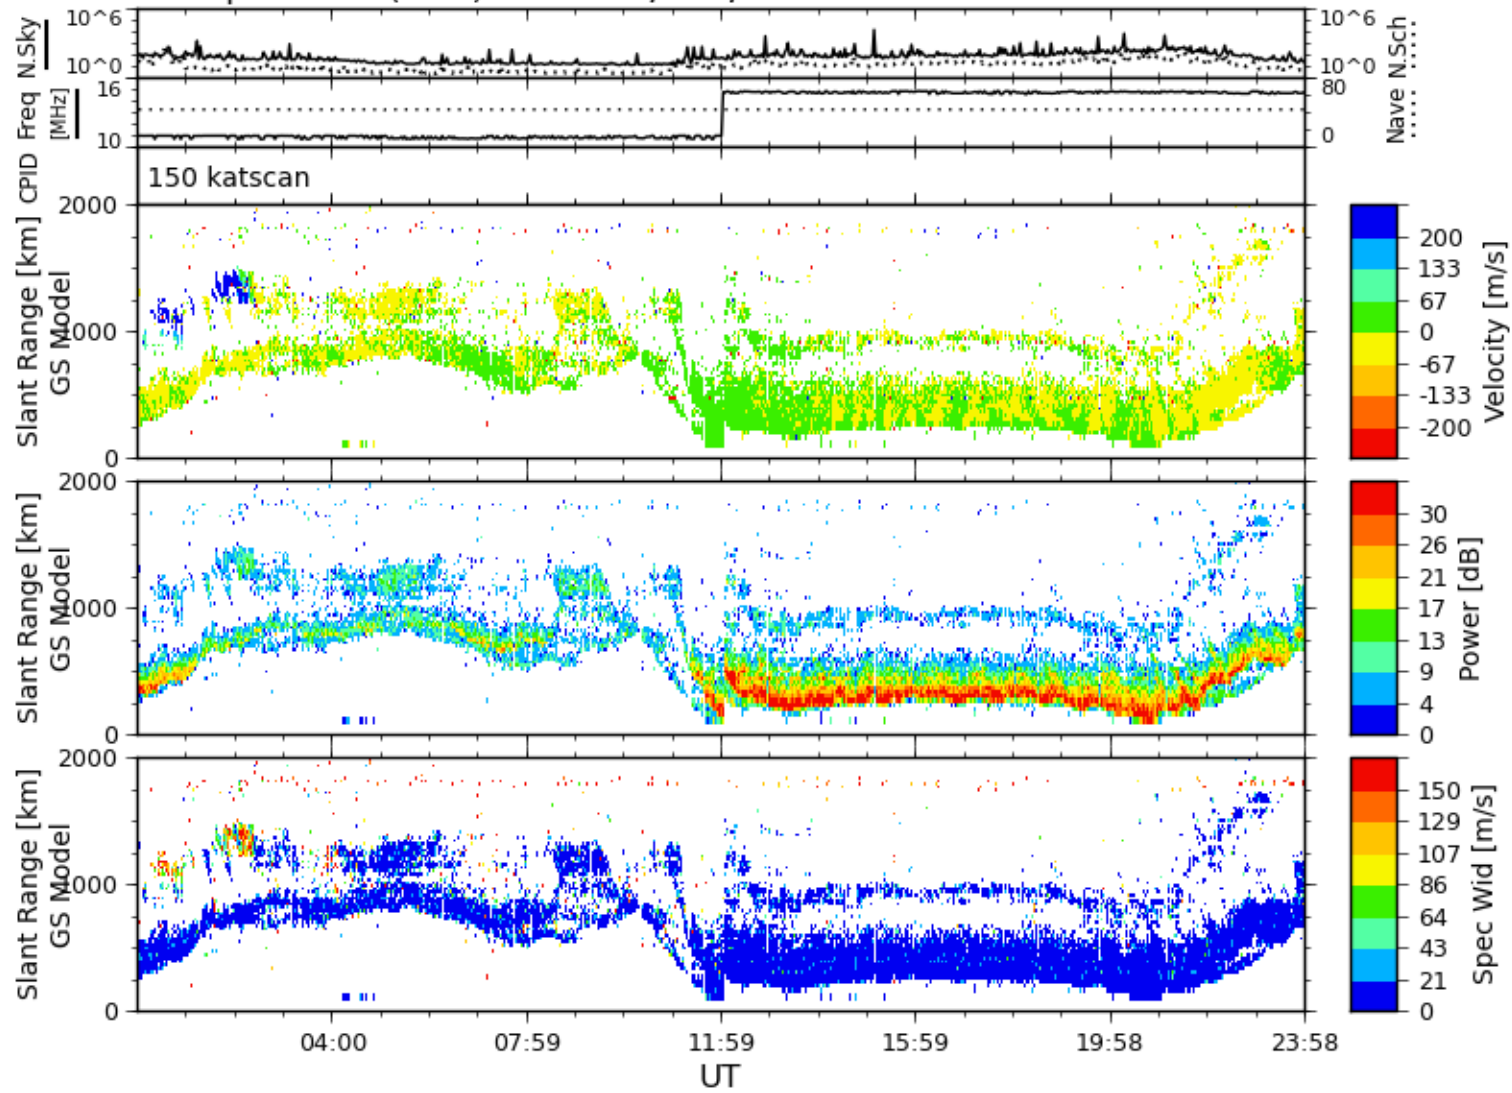 10^6
10^6
N.Sky
N.Sch
10^0
10^0
16
80
Freq
[MHz]
Nave
10
0
CPID
150 katscan
2000
Slant Range [km]
GS Model
1000
0
200
133
67
0
-67
-133
-200
Velocity [m/s]
2000
Slant Range [km]
GS Model
1000
0
30
26
21
17
13
9
4
0
Power [dB]
2000
Slant Range [km]
GS Model
1000
0
150
129
107
86
64
43
21
0
Spec Wid [m/s]
04:00 07:59 11:59 15:59 19:58 23:58
UT